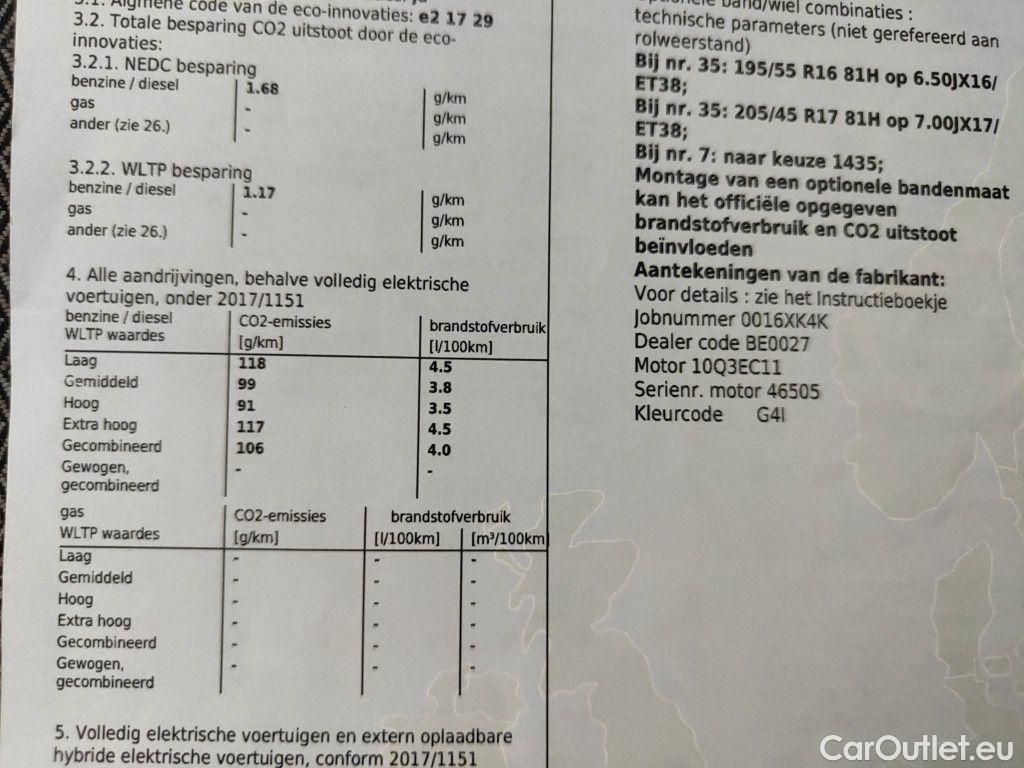 3.1. Algmene code van de eco-innovaties: e2 17 29
3.2. Totale besparing CO2 uitstoot door de eco-
innovaties:
3.2.1. NEDC besparing
benzine / diesel 1.68 g/km
gas - g/km
ander (zie 26.) - g/km
3.2.2. WLTP besparing
benzine / diesel 1.17 g/km
gas - g/km
ander (zie 26.) - g/km
4. Alle aandrijvingen, behalve volledig elektrische
voertuigen, onder 2017/1151
benzine / diesel CO2-emissies brandstofverbruik
WLTP waardes [g/km] [l/100km]
Laag 118 4.5
Gemiddeld 99 3.8
Hoog 91 3.5
Extra hoog 117 4.5
Gecombineerd 106 4.0
Gewogen, - -
gecombineerd
gas CO2-emissies brandstofverbruik
WLTP waardes [g/km] [l/100km] [m³/100km]
Laag - - -
Gemiddeld - - -
Hoog - - -
Extra hoog - - -
Gecombineerd - - -
Gewogen, - - -
gecombineerd
5. Volledig elektrische voertuigen en extern oplaadbare
hybride elektrische voertuigen, conform 2017/1151
band/wiel combinaties :
technische parameters (niet gerefereerd aan
rolweerstand)
Bij nr. 35: 195/55 R16 81H op 6.50JX16/
ET38;
Bij nr. 35: 205/45 R17 81H op 7.00JX17/
ET38;
Bij nr. 7: naar keuze 1435;
Montage van een optionele bandenmaat
kan het officiële opgegeven
brandstofverbruik en CO2 uitstoot
beïnvloeden
Aantekeningen van de fabrikant:
Voor details : zie het Instructieboekje
Jobnummer 0016XK4K
Dealer code BE0027
Motor 10Q3EC11
Serienr. motor 46505
Kleurcode G4I
CarOutlet.eu